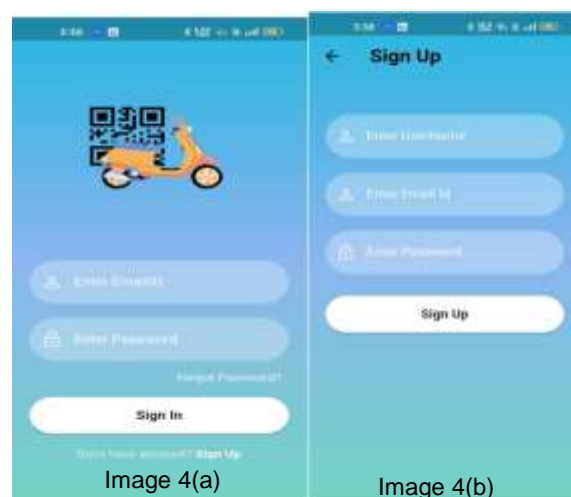 Enter EmailId
Enter Password
Forgot Password?
Sign In
Don't have account? Sign Up
Image 4(a)
Sign Up
Enter UserName
Enter Email Id
Enter Password
Sign Up
Image 4(b)